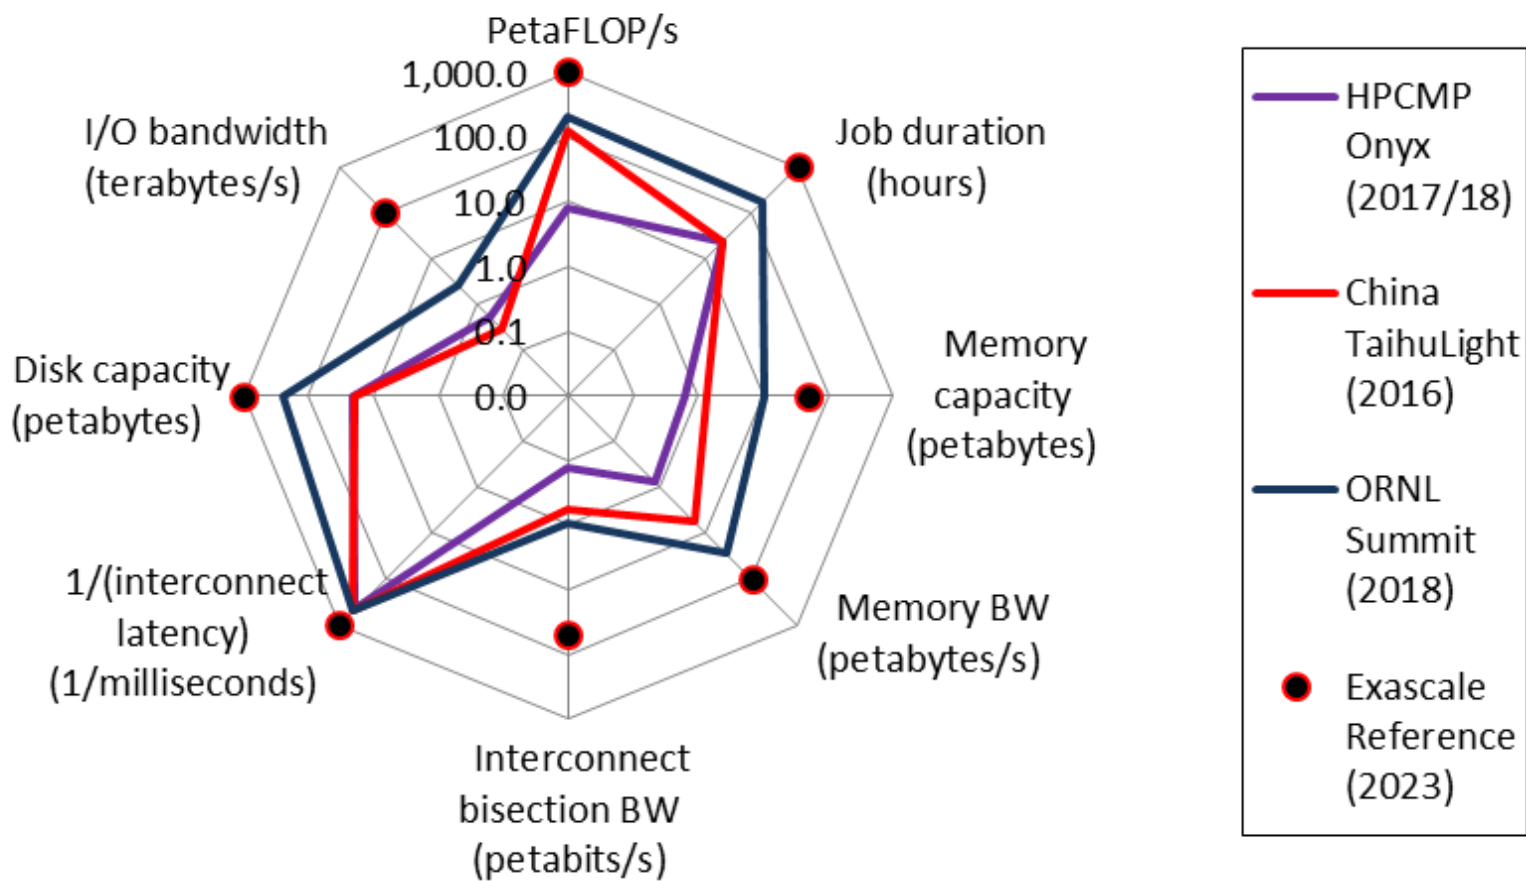 PetaFLOP/s
1,000.0
100.0
10.0
1.0
0.1
0.0
Job duration
(hours)
Memory
capacity
(petabytes)
Memory BW
(petabytes/s)
Interconnect
bisection BW
(petabits/s)
1/(interconnect
latency)
(1/milliseconds)
Disk capacity
(petabytes)
I/O bandwidth
(terabytes/s)
HPCMP
Onyx
(2017/18)
China
TaihuLight
(2016)
ORNL
Summit
(2018)
Exascale
Reference
(2023)